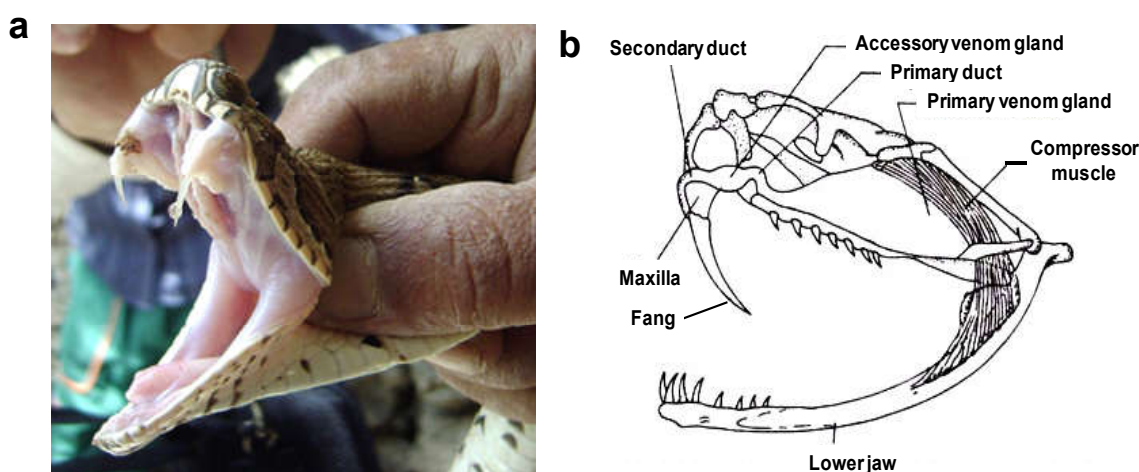 a
b
Secondary duct
Accessory venom gland
Primary duct
Primary venom gland
Compressor
muscle
Maxilla
Fang
Lower jaw